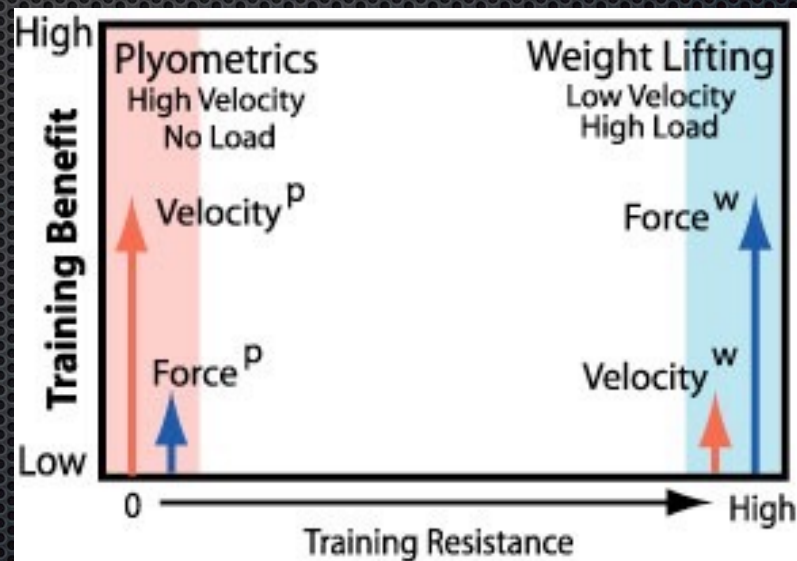 High
Plyometrics
High Velocity
No Load
Weight Lifting
Low Velocity
High Load
Training Benefit
Velocity p
Force w
Force p
Velocity w
Low
0
High
Training Resistance